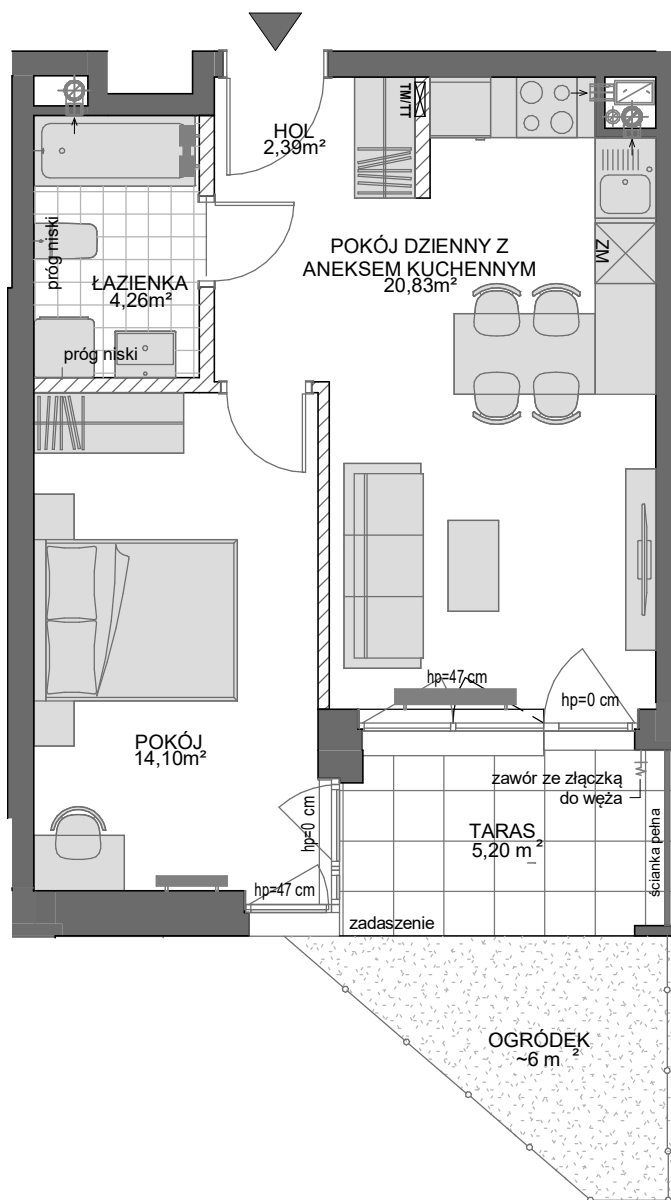 HOL
2,39m²
TM/TT
POKÓJ DZIENNY Z
ANEKSEM KUCHENNYM
20,83m²
ZM
próg niski
ŁAZIENKA
4,26m²
próg niski
hp=47 cm
hp=0 cm
POKÓJ
14,10m²
zawór ze złączką
do węża
hp=0 cm
TARAS
5,20 m²
ścianka pełna
hp=47 cm
zadaszenie
OGRÓDEK
~6 m²